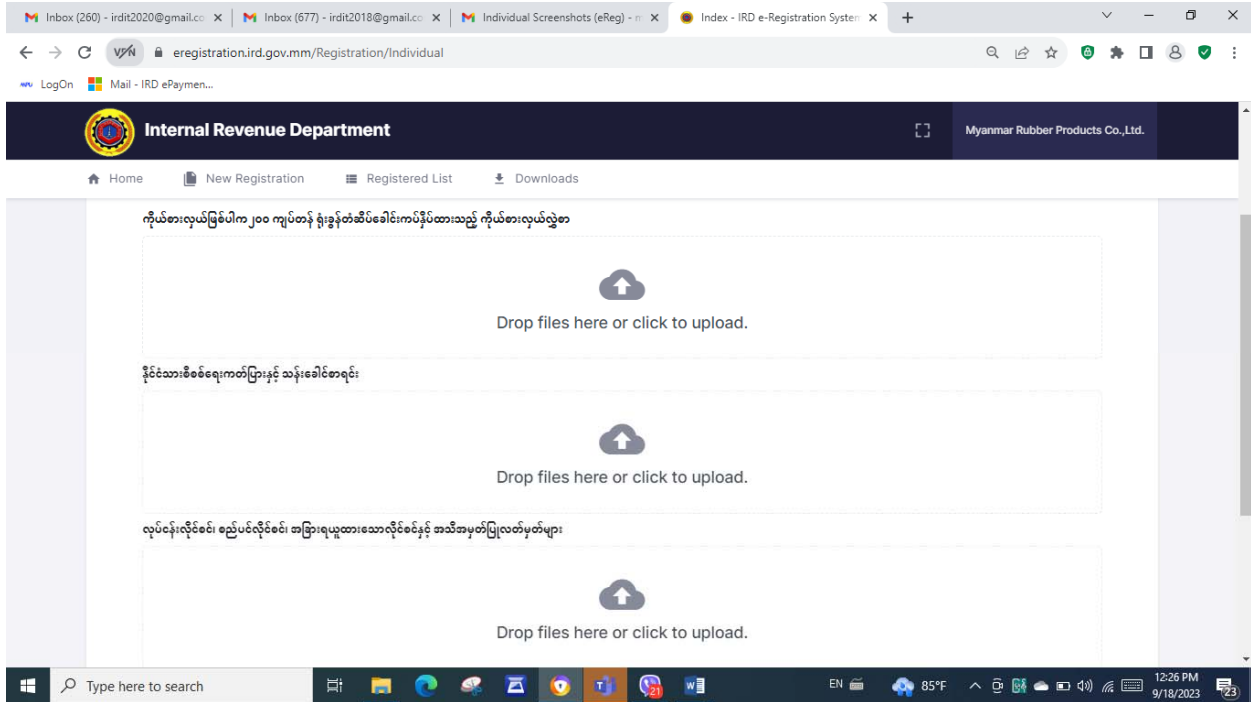 Inbox (260) - irdit2020@gmail.co
Inbox (677) - irdit2018@gmail.co
Individual Screenshots (eReg) - m
Index - IRD e-Registration System
VPN
eregistration.ird.gov.mm/Registration/Individual
LogOn
Mail - IRD ePaymen...
Internal Revenue Department
Myanmar Rubber Products Co.,Ltd.
Home
New Registration
Registered List
Downloads
ကိုယ်စားလှယ်ဖြစ်ပါက ၂၀၀ ကျပ်တန် ရုံးခွန်တံဆိပ်ခေါင်းကပ်နှိပ်ထားသည့် ကိုယ်စားလှယ်လွှဲစာ
Drop files here or click to upload.
နိုင်ငံသားစိစစ်ရေးကတ်ပြားနှင့် သန်းခေါင်စာရင်း
Drop files here or click to upload.
လုပ်ငန်းလိုင်စင်၊ စည်ပင်လိုင်စင်၊ အခြားရယူထားသောလိုင်စင်နှင့် အသိအမှတ်ပြုလတ်မှတ်များ
Drop files here or click to upload.
Type here to search
21
EN
85°F
12:26 PM
9/18/2023
23